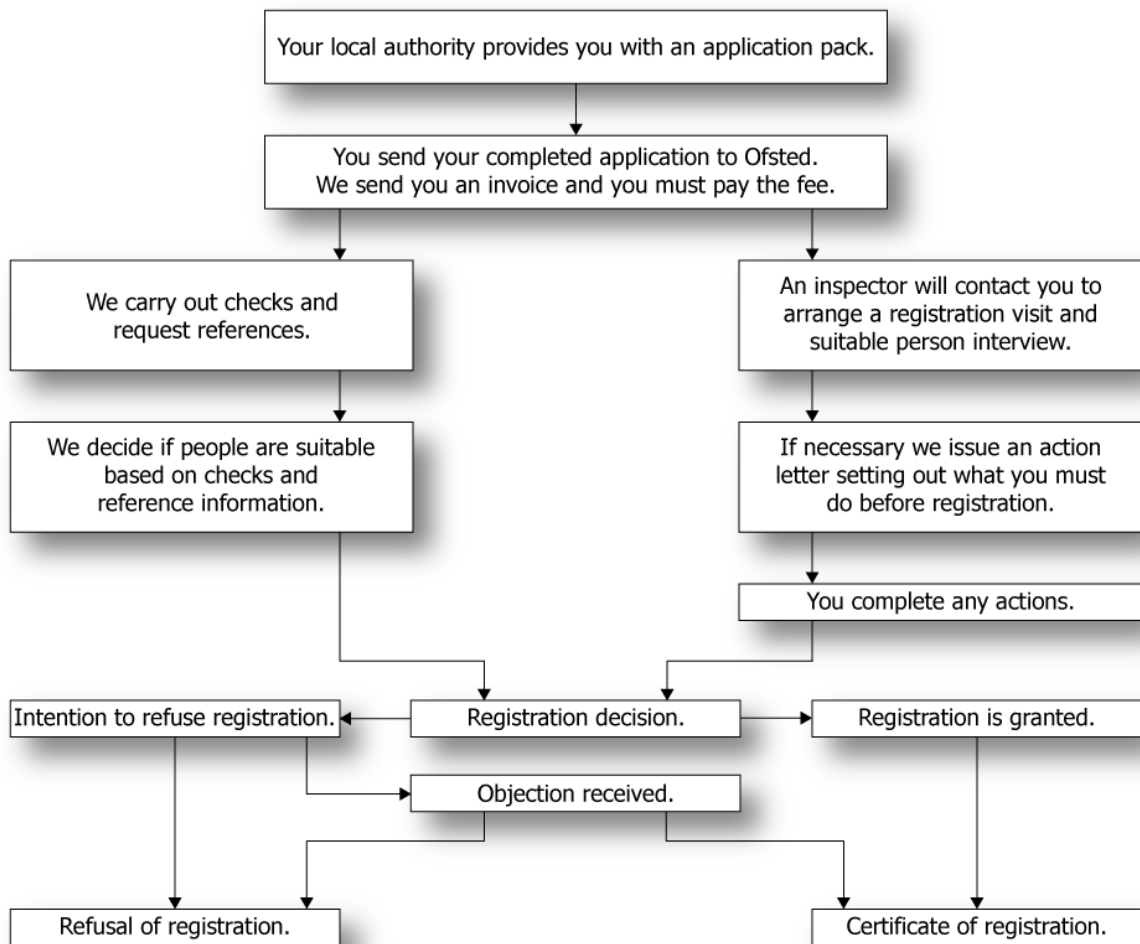 Your local authority provides you with an application pack.
You send your completed application to Ofsted.
We send you an invoice and you must pay the fee.
We carry out checks and
request references.
An inspector will contact you to
arrange a registration visit and
suitable person interview.
We decide if people are suitable
based on checks and
reference information.
If necessary we issue an action
letter setting out what you must
do before registration.
You complete any actions.
Intention to refuse registration.
Registration decision.
Registration is granted.
Objection received.
Refusal of registration.
Certificate of registration.